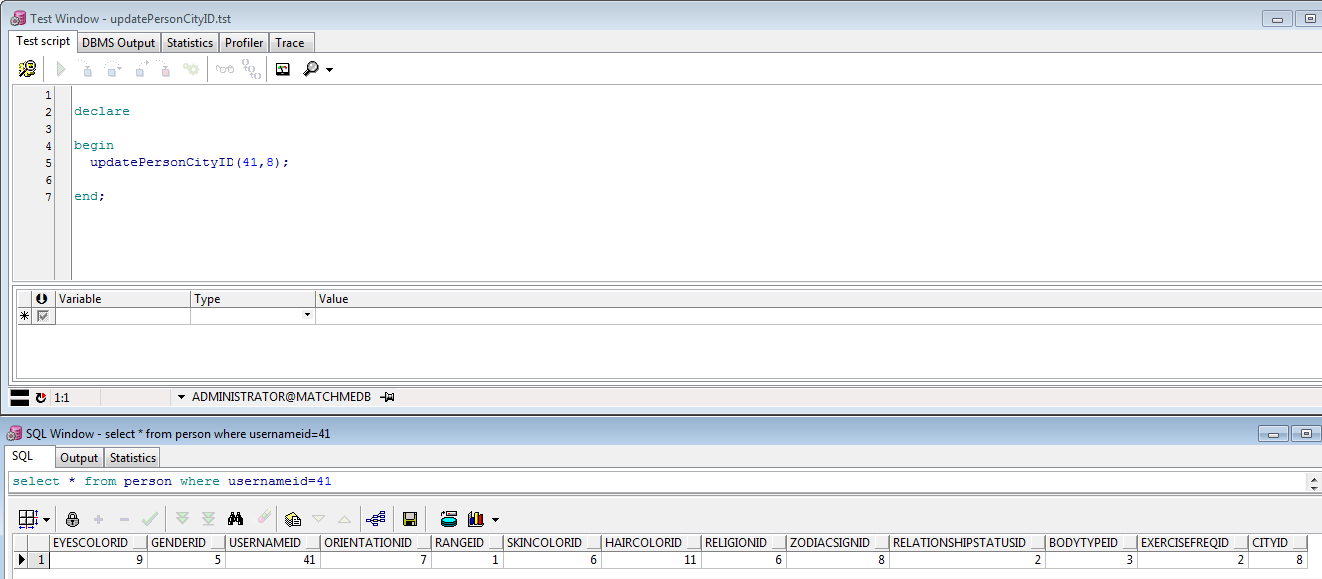 Test Window - updatePersonCityID.tst
Test script DBMS Output Statistics Profiler Trace
1
2 declare
3
4 begin
5 updatePersonCityID(41,8);
6
7 end;
Variable Type Value
1:1 ADMINISTRATOR@MATCHMEDB
SQL Window - select * from person where usernameid=41
SQL Output Statistics
select * from person where usernameid=41
EYESCOLORID GENDERID USERNAMEID ORIENTATIONID RANGEID SKINCOLORID HAIRCOLORID RELIGIONID ZODIACSIGNID RELATIONSHIPSTATUSID BODYTYPEID EXERCISEFREQID CITYID
1 9 5 41 7 1 6 11 6 8 2 3 2 8